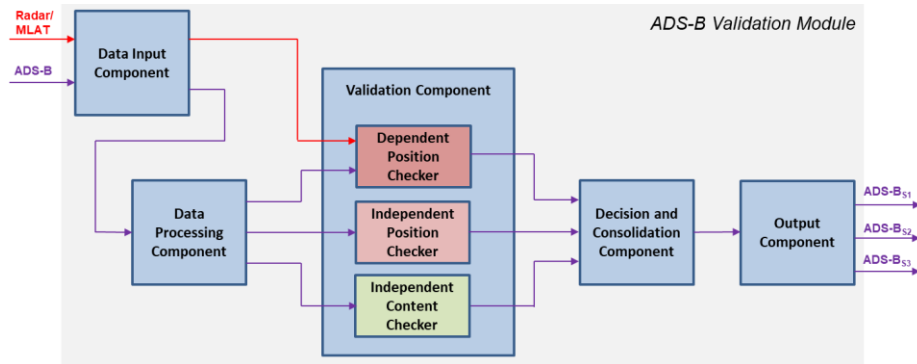 Radar/
MLAT
ADS-B
ADS-B Validation Module
Data Input
Component
Validation Component
Dependent
Position
Checker
Data
Processing
Component
Independent
Position
Checker
Independent
Content
Checker
Decision and
Consolidation
Component
Output
Component
ADS-BS1
ADS-BS2
ADS-BS3